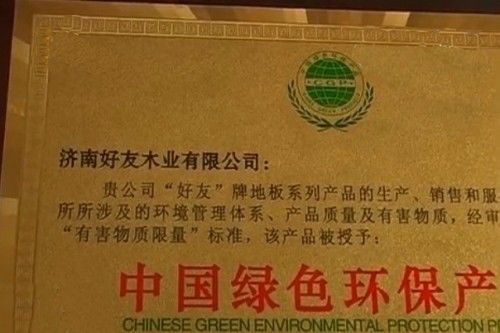 CGP
济南好友木业有限公司：
贵公司“好友”牌地板系列产品的生产、销售和服
所所涉及的环境管理体系、产品质量及有害物质，经审
“有害物质限量”标准，该产品被授予：
中国绿色环保产
CHINESE GREEN ENVIRONMENTAL PROTECTION P